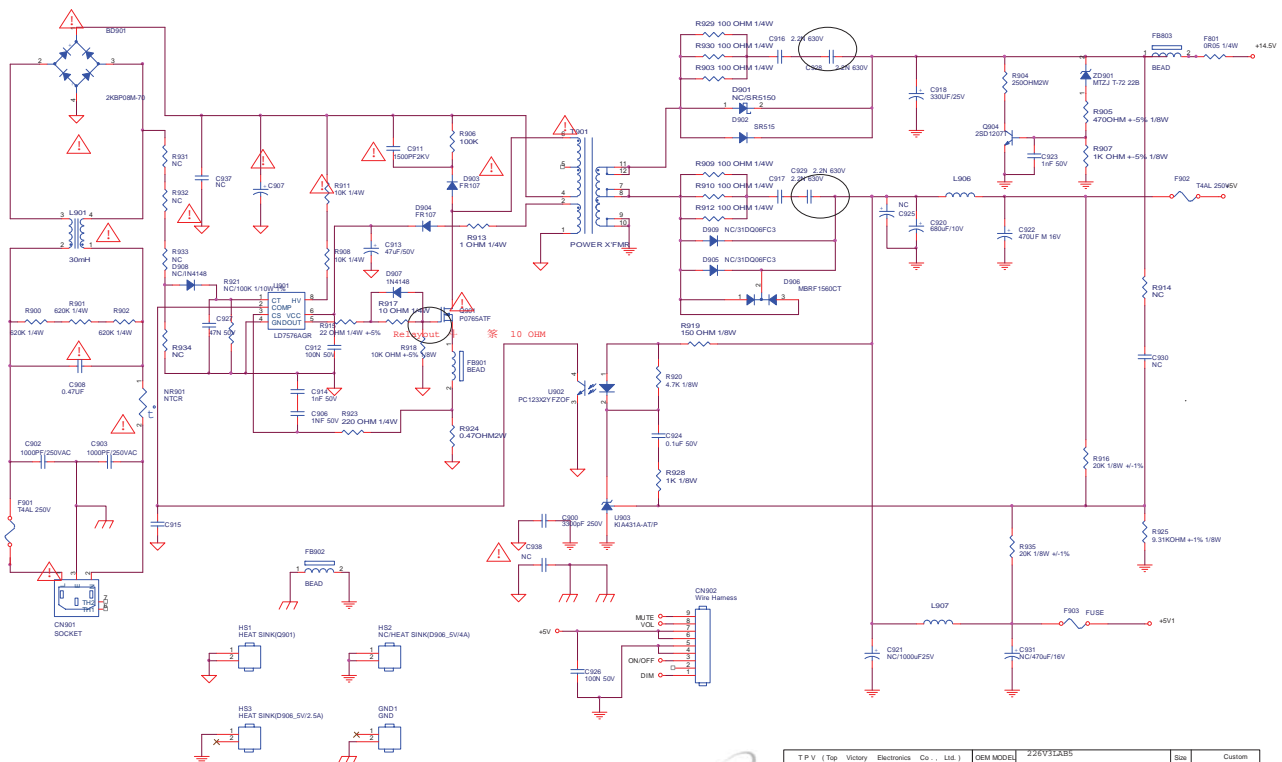 BD901
2KBP08M-70
R929 100 OHM 1/4W
R930 100 OHM 1/4W
R903 100 OHM 1/4W
C916 2.2N 630V
C928 2.2N 630V
D901
NC/SR5150
D902 SR515
FB803
BEAD
F801
0R05 1/4W
+14.5V
R904
250OHM2W
ZD901
MTZJ T-72 22B
C918
330UF/25V
R905
470OHM +-5% 1/8W
Q904
2SD1207T
C923
1nF 50V
R907
1K OHM +-5% 1/8W
R931
NC
R932
NC
R933
NC
C937
NC
C907
R911
10K 1/4W
C911
1500PF2KV
R906
100K
D903
FR107
T901
POWER X'FMR
D904
FR107
R913
1 OHM 1/4W
C913
47uF/50V
R908
10K 1/4W
R909 100 OHM 1/4W
R910 100 OHM 1/4W
R912 100 OHM 1/4W
C917 2.2N 630V
C929 2.2N 630V
D909 NC/31DQ06FC3
D905 NC/31DQ06FC3
D906
MBRF1560CT
NC
C925
C920
680uF/10V
L906
C922
470UF M 16V
F902
T4AL 250V
+5V
L901
30mH
D908
NC/IN4148
R921
NC/100K 1/10W 1%
U901
CT HV
COMP
CS VCC
GNDOUT
LD7576AGR
D907
1N4148
R917
10 OHM 1/4W
Q901
P0765ATF
R915
22 OHM 1/4W +-5%
Relayout 10 OHM
R918
10K OHM +-5% 1/8W
C912
100N 50V
C927
47N 50V
R934
NC
FB901
BEAD
R900
620K 1/4W
R901
620K 1/4W
R902
620K 1/4W
C908
0.47UF
NR901
NTCR
C914
1nF 50V
C906
1NF 50V
R923
220 OHM 1/4W
R924
0.47OHM2W
U902
PC123X2YFZOF
R919
150 OHM 1/8W
R920
4.7K 1/8W
C924
0.1uF 50V
R928
1K 1/8W
U903
KIA431A-AT/P
R914
NC
C930
NC
R916
20K 1/8W +/-1%
R925
9.31KOHM +-1% 1/8W
R935
20K 1/8W +/-1%
C902
1000PF/250VAC
C903
1000PF/250VAC
F901
T4AL 250V
C915
C900
3300pF 250V
C938
NC
FB902
BEAD
CN901
SOCKET
TH2
TH1
HS1
HEAT SINK(Q901)
HS2
NC/HEAT SINK(D906_5V/4A)
HS3
HEAT SINK(D906_5V/2.5A)
GND1
GND
CN902
Wire Harness
MUTE
VOL
+5V
ON/OFF
DIM
C926
100N 50V
L907
F903 FUSE
+5V1
C921
NC/1000uF25V
C931
NC/470uF/16V
T P V ( Top Victory Electronics Co . , Ltd. )
OEM MODEL
226V3LAB5
Size
Custom